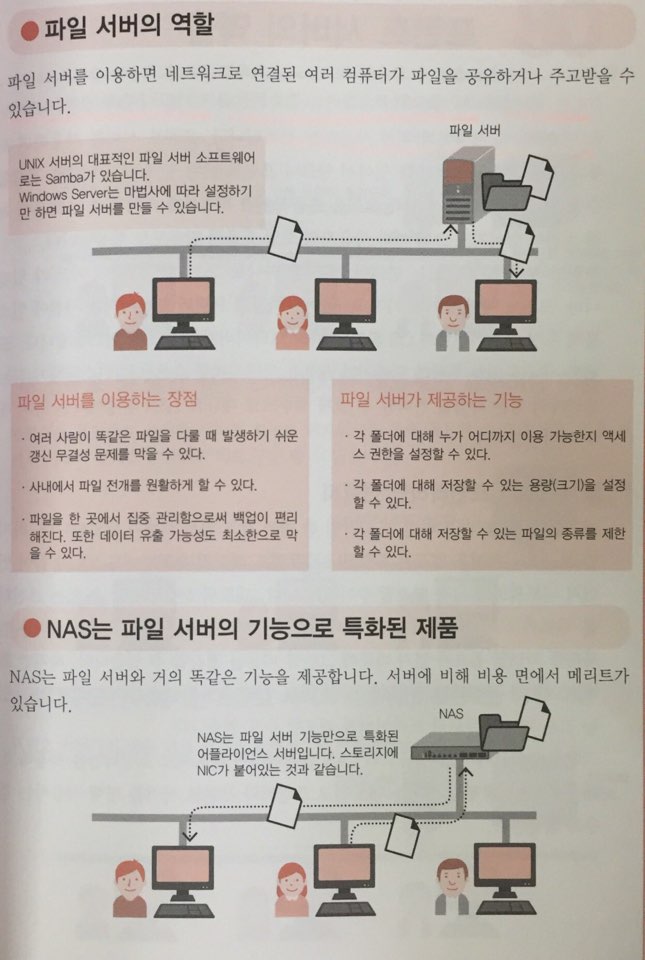 ● 파일 서버의 역할
파일 서버를 이용하면 네트워크로 연결된 여러 컴퓨터가 파일을 공유하거나 주고받을 수
있습니다.
파일 서버
UNIX 서버의 대표적인 파일 서버 소프트웨어
로는 Samba가 있습니다.
Windows Server는 마법사에 따라 설정하기
만 하면 파일 서버를 만들 수 있습니다.
파일 서버를 이용하는 장점
· 여러 사람이 똑같은 파일을 다룰 때 발생하기 쉬운
갱신 무결성 문제를 막을 수 있다.
· 사내에서 파일 전개를 원활하게 할 수 있다.
· 파일을 한 곳에서 집중 관리함으로써 백업이 편리
해진다. 또한 데이터 유출 가능성도 최소한으로 막
을 수 있다.
파일 서버가 제공하는 기능
· 각 폴더에 대해 누가 어디까지 이용 가능한지 액세
스 권한을 설정할 수 있다.
· 각 폴더에 대해 저장할 수 있는 용량(크기)을 설정
할 수 있다.
· 각 폴더에 대해 저장할 수 있는 파일의 종류를 제한
할 수 있다.
● NAS는 파일 서버의 기능으로 특화된 제품
NAS는 파일 서버와 거의 똑같은 기능을 제공합니다. 서버에 비해 비용 면에서 메리트가
있습니다.
NAS
NAS는 파일 서버 기능만으로 특화된
어플라이언스 서버입니다. 스토리지에
NIC가 붙어있는 것과 같습니다.